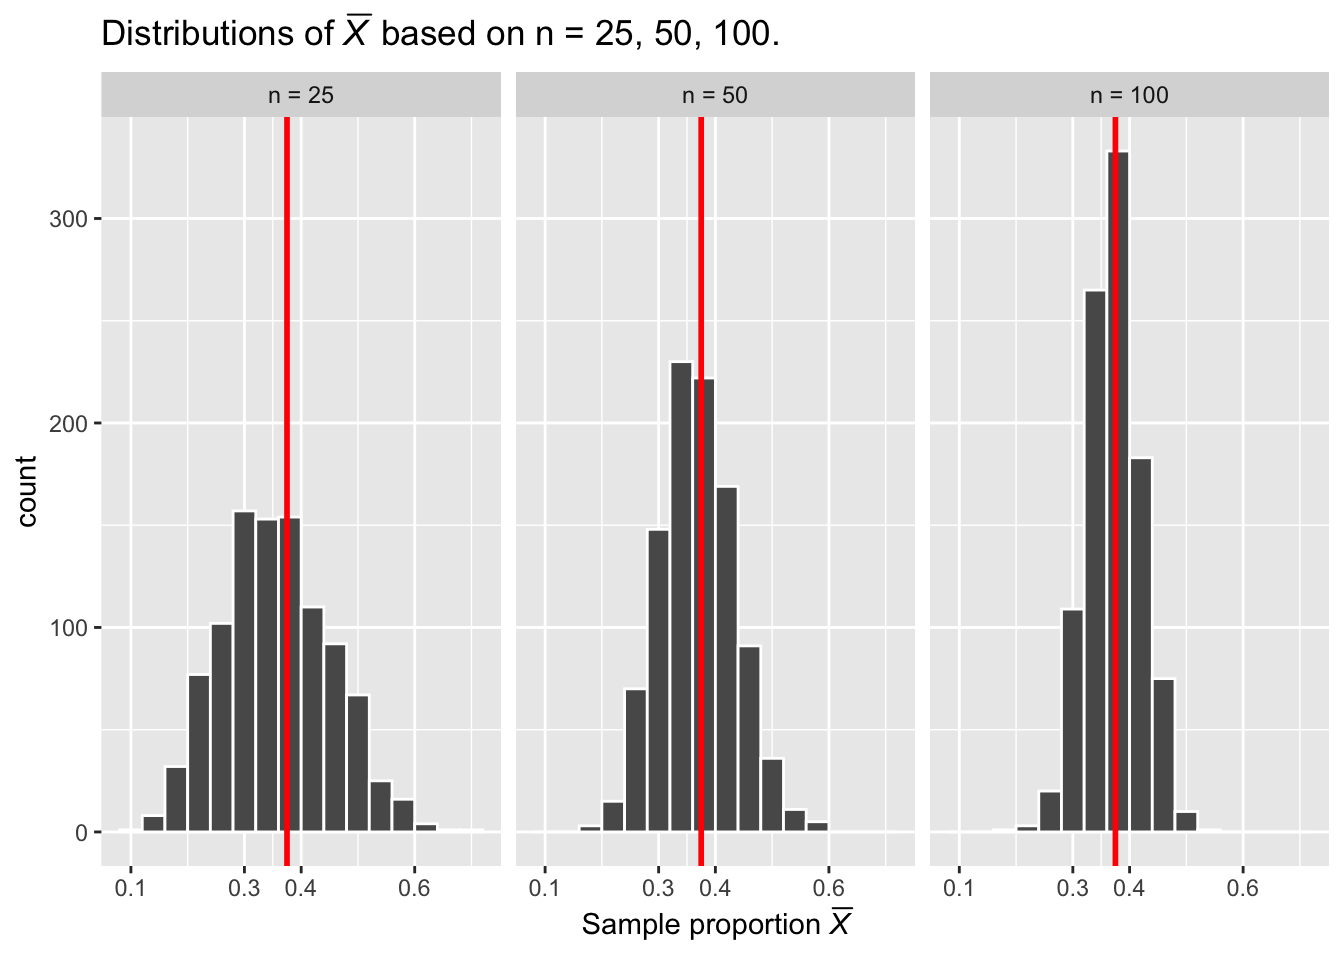 Distributions of X̅ based on n = 25, 50, 100.
n = 25
n = 50
n = 100
300
200
100
0
count
0.1 0.3 0.4 0.6
0.1 0.3 0.4 0.6
0.1 0.3 0.4 0.6
Sample proportion X̅